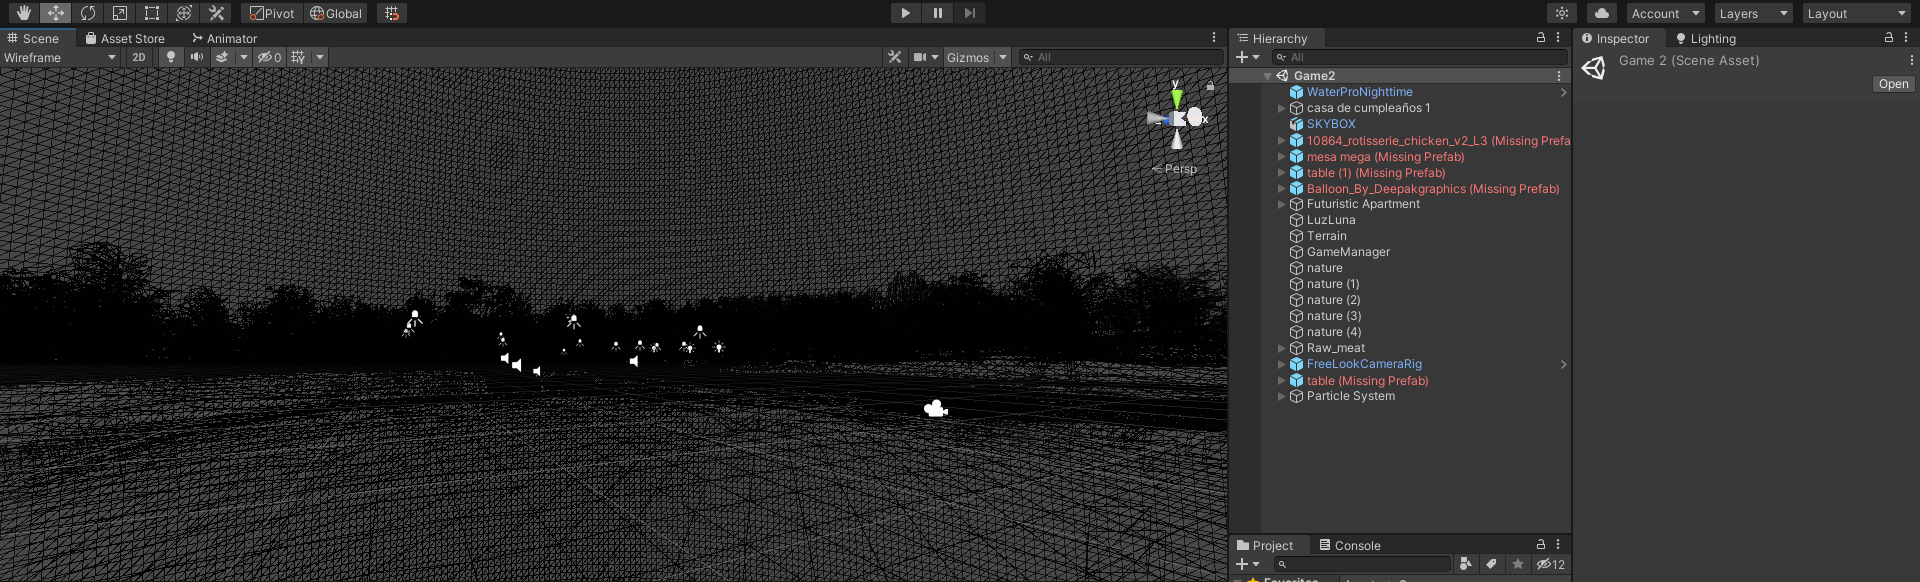 Pivot Global Account Layers Layout
Scene Asset Store Animator
Wireframe 2D 0 Gizmos All
y
x
Persp
Hierarchy
All
Game2
WaterProNighttime
casa de cumpleaños 1
SKYBOX
10864_rotisserie_chicken_v2_L3 (Missing Prefa
mesa mega (Missing Prefab)
table (1) (Missing Prefab)
Balloon_By_Deepakgraphics (Missing Prefab)
Futuristic Apartment
LuzLuna
Terrain
GameManager
nature
nature (1)
nature (2)
nature (3)
nature (4)
Raw_meat
FreeLookCameraRig
table (Missing Prefab)
Particle System
Project Console
12
Favorites
Inspector Lighting
Game 2 (Scene Asset)
Open